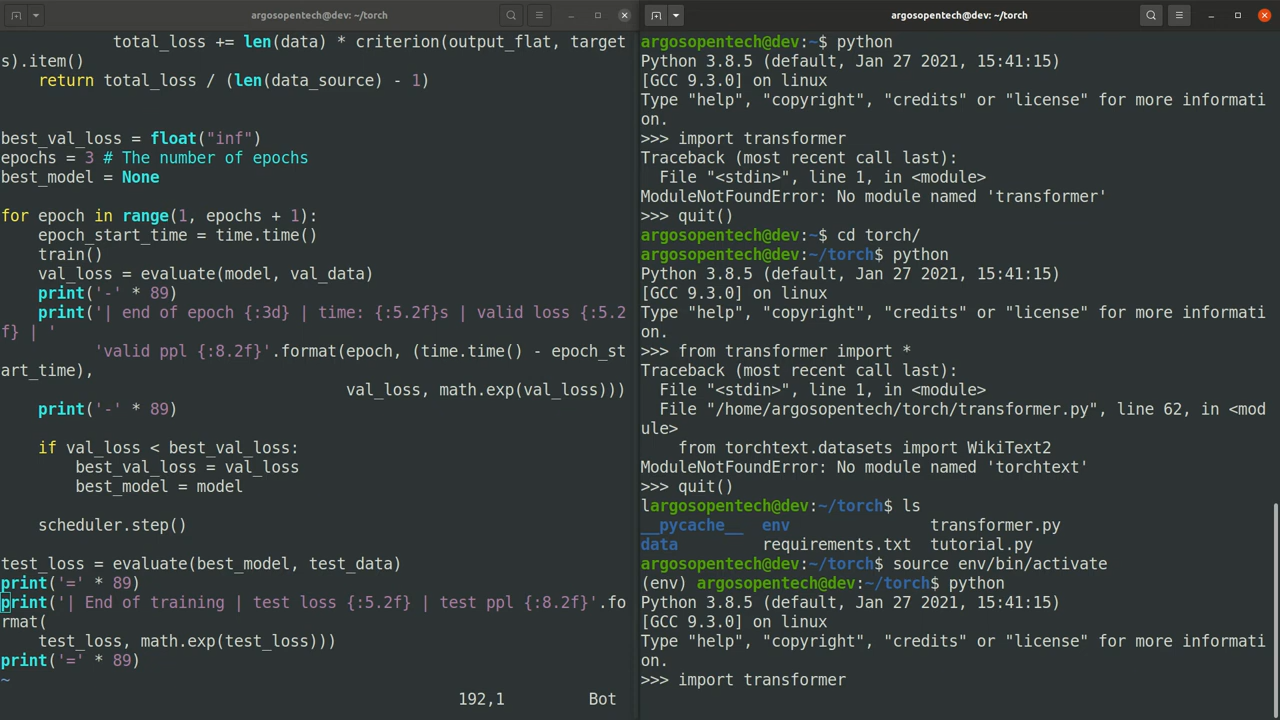 argosopentech@dev: ~/torch
            total_loss += len(data) * criterion(output_flat, target
s).item()
    return total_loss / (len(data_source) - 1)
best_val_loss = float("inf")
epochs = 3 # The number of epochs
best_model = None
for epoch in range(1, epochs + 1):
    epoch_start_time = time.time()
    train()
    val_loss = evaluate(model, val_data)
    print('-' * 89)
    print('| end of epoch {:3d} | time: {:5.2f}s | valid loss {:5.2
f} | '
          'valid ppl {:8.2f}'.format(epoch, (time.time() - epoch_st
art_time),
                                     val_loss, math.exp(val_loss)))
    print('-' * 89)
    if val_loss < best_val_loss:
        best_val_loss = val_loss
        best_model = model
    scheduler.step()
test_loss = evaluate(best_model, test_data)
print('=' * 89)
print('| End of training | test loss {:5.2f} | test ppl {:8.2f}'.fo
rmat(
    test_loss, math.exp(test_loss)))
print('=' * 89)
~
192,1 Bot
argosopentech@dev: ~/torch
argosopentech@dev:~$ python
Python 3.8.5 (default, Jan 27 2021, 15:41:15)
[GCC 9.3.0] on linux
Type "help", "copyright", "credits" or "license" for more informati
on.
>>> import transformer
Traceback (most recent call last):
  File "<stdin>", line 1, in <module>
ModuleNotFoundError: No module named 'transformer'
>>> quit()
argosopentech@dev:~$ cd torch/
argosopentech@dev:~/torch$ python
Python 3.8.5 (default, Jan 27 2021, 15:41:15)
[GCC 9.3.0] on linux
Type "help", "copyright", "credits" or "license" for more informati
on.
>>> from transformer import *
Traceback (most recent call last):
  File "<stdin>", line 1, in <module>
  File "/home/argosopentech/torch/transformer.py", line 62, in <mod
ule>
    from torchtext.datasets import WikiText2
ModuleNotFoundError: No module named 'torchtext'
>>> quit()
largosopentech@dev:~/torch$ ls
__pycache__  env               transformer.py
data         requirements.txt  tutorial.py
argosopentech@dev:~/torch$ source env/bin/activate
(env) argosopentech@dev:~/torch$ python
Python 3.8.5 (default, Jan 27 2021, 15:41:15)
[GCC 9.3.0] on linux
Type "help", "copyright", "credits" or "license" for more informati
on.
>>> import transformer